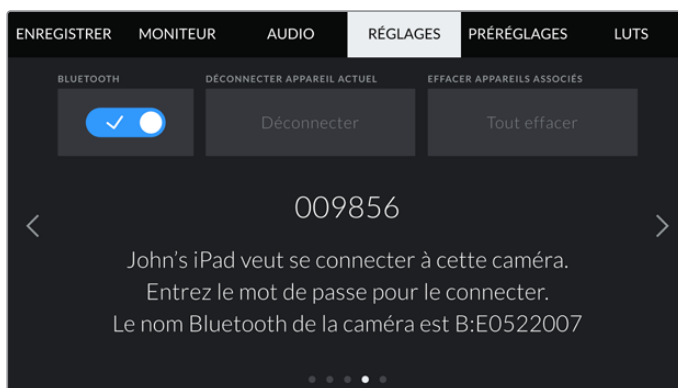 ENREGISTRER MONITEUR AUDIO RÉGLAGES PRÉRÉGLAGES LUTS
BLUETOOTH DÉCONNECTER APPAREIL ACTUEL EFFACER APPAREILS ASSOCIÉS
Déconnecter Tout effacer
009856
John's iPad veut se connecter à cette caméra.
Entrez le mot de passe pour le connecter.
Le nom Bluetooth de la caméra est B:E0522007